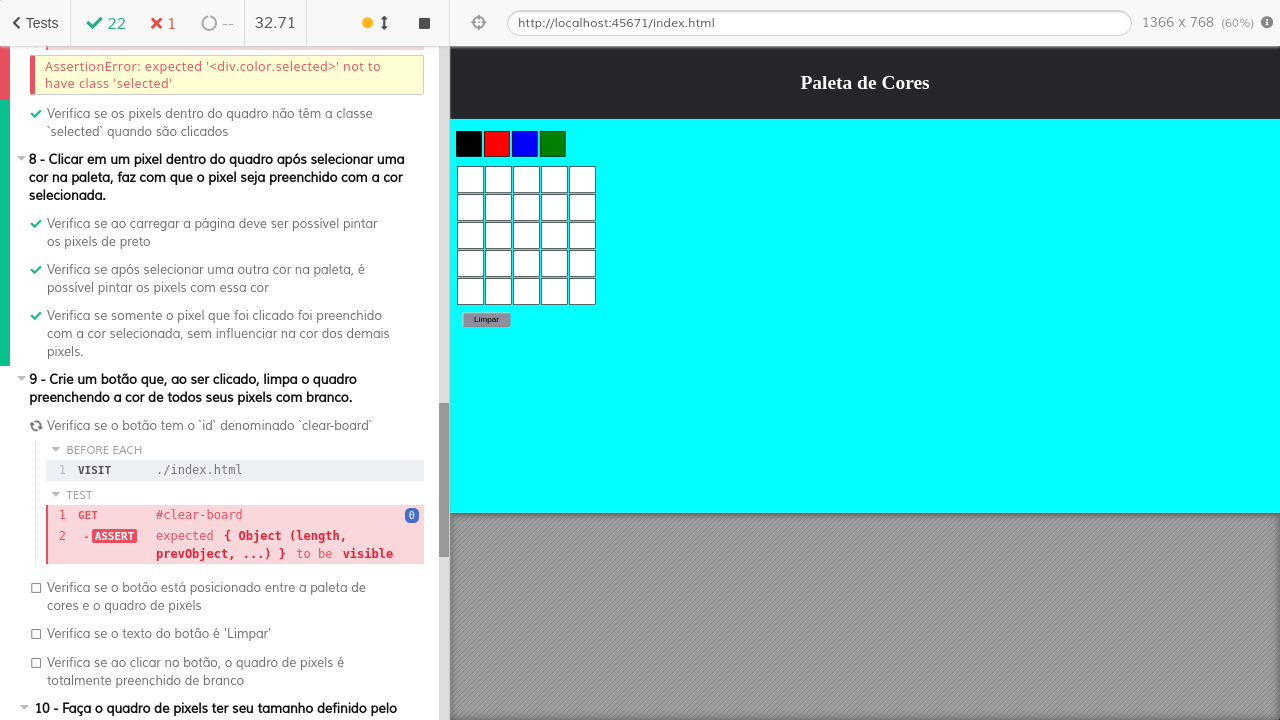 Tests
22
1
--
32.71
http://localhost:45671/index.html
1366 x 768 (60%)
AssertionError: expected '<div.color.selected>' not to
have class 'selected'
Verifica se os pixels dentro do quadro não têm a classe
`selected` quando são clicados
8 - Clicar em um pixel dentro do quadro após selecionar uma
cor na paleta, faz com que o pixel seja preenchido com a cor
selecionada.
Verifica se ao carregar a página deve ser possível pintar
os pixels de preto
Verifica se após selecionar uma outra cor na paleta, é
possível pintar os pixels com essa cor
Verifica se somente o pixel que foi clicado foi preenchido
com a cor selecionada, sem influenciar na cor dos demais
pixels.
9 - Crie um botão que, ao ser clicado, limpa o quadro
preenchendo a cor de todos seus pixels com branco.
Verifica se o botão tem o `id` denominado `clear-board`
BEFORE EACH
1 VISIT ./index.html
TEST
1 GET #clear-board 0
2 -ASSERT expected { Object (length,
prevObject, ...) } to be visible
Verifica se o botão está posicionado entre a paleta de
cores e o quadro de pixels
Verifica se o texto do botão é 'Limpar'
Verifica se ao clicar no botão, o quadro de pixels é
totalmente preenchido de branco
10 - Faça o quadro de pixels ter seu tamanho definido pelo
Paleta de Cores
Limpar